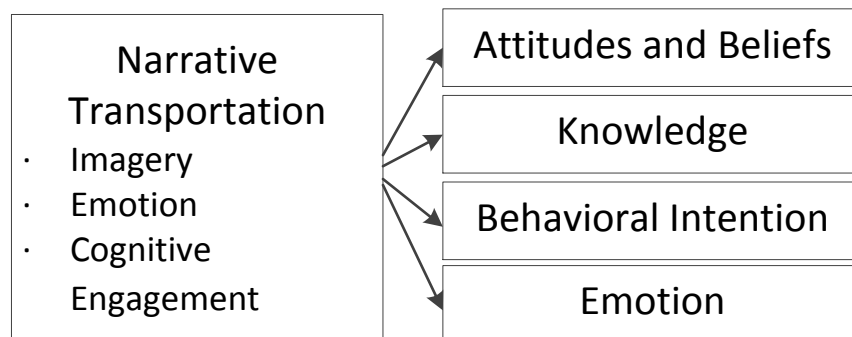 Narrative
Transportation
· Imagery
· Emotion
· Cognitive
Engagement
Attitudes and Beliefs
Knowledge
Behavioral Intention
Emotion